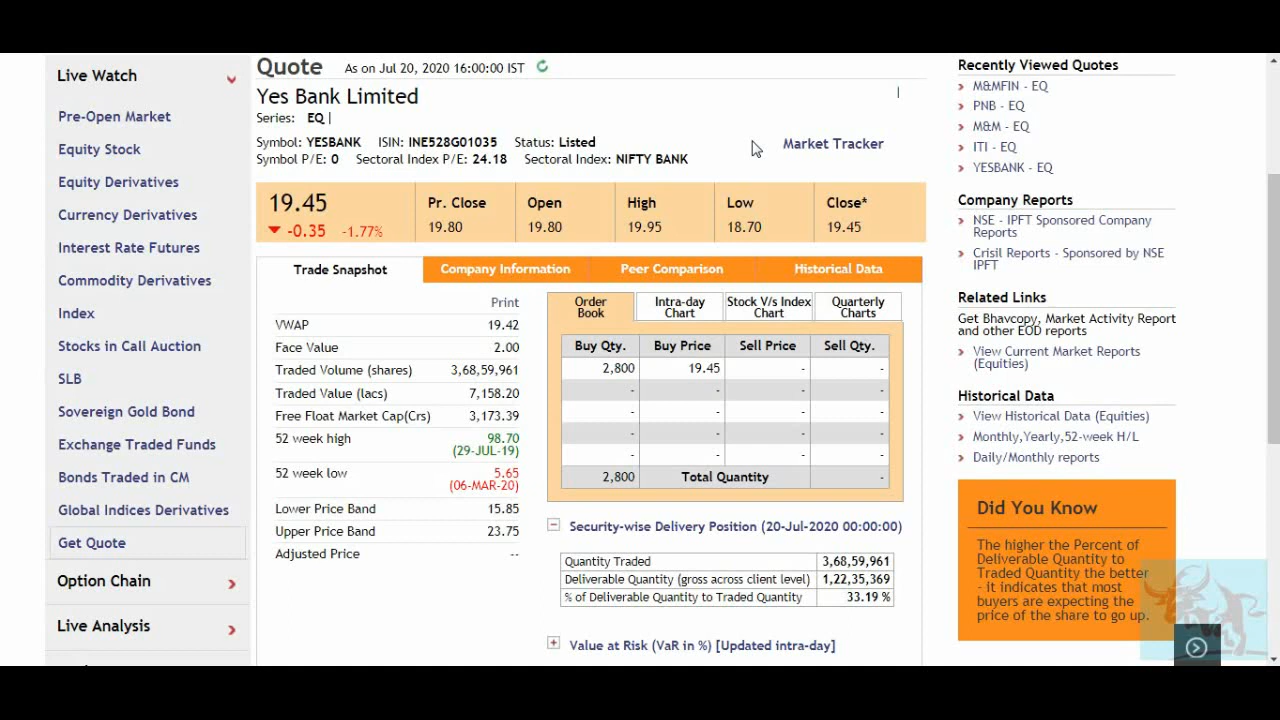 Live Watch
Pre-Open Market
Equity Stock
Equity Derivatives
Currency Derivatives
Interest Rate Futures
Commodity Derivatives
Index
Stocks in Call Auction
SLB
Sovereign Gold Bond
Exchange Traded Funds
Bonds Traded in CM
Global Indices Derivatives
Get Quote
Option Chain
Live Analysis
Quote As on Jul 20, 2020 16:00:00 IST
Yes Bank Limited
Series: EQ |
Symbol: YESBANK ISIN: INE528G01035 Status: Listed
Symbol P/E: 0 Sectoral Index P/E: 24.18 Sectoral Index: NIFTY BANK
Market Tracker
19.45 Pr. Close Open High Low Close*
-0.35 -1.77% 19.80 19.80 19.95 18.70 19.45
Trade Snapshot Company Information Peer Comparison Historical Data
Print
VWAP 19.42
Face Value 2.00
Traded Volume (shares) 3,68,59,961
Traded Value (lacs) 7,158.20
Free Float Market Cap(Crs) 3,173.39
52 week high 98.70
(29-JUL-19)
52 week low 5.65
(06-MAR-20)
Lower Price Band 15.85
Upper Price Band 23.75
Adjusted Price --
Order Book Intra-day Chart Stock V/s Index Chart Quarterly Charts
Buy Qty. Buy Price Sell Price Sell Qty.
2,800 19.45 - -
- - - -
- - - -
- - - -
- - - -
2,800 Total Quantity -
Security-wise Delivery Position (20-Jul-2020 00:00:00)
Quantity Traded 3,68,59,961
Deliverable Quantity (gross across client level) 1,22,35,369
% of Deliverable Quantity to Traded Quantity 33.19 %
Value at Risk (VaR in %) [Updated intra-day]
Recently Viewed Quotes
M&MFIN - EQ
PNB - EQ
M&M - EQ
ITI - EQ
YESBANK - EQ
Company Reports
NSE - IPFT Sponsored Company
Reports
Crisil Reports - Sponsored by NSE
IPFT
Related Links
Get Bhavcopy, Market Activity Report
and other EOD reports
View Current Market Reports
(Equities)
Historical Data
View Historical Data (Equities)
Monthly,Yearly,52-week H/L
Daily/Monthly reports
Did You Know
The higher the Percent of
Deliverable Quantity to
Traded Quantity the better
- it indicates that most
buyers are expecting the
price of the share to go up.